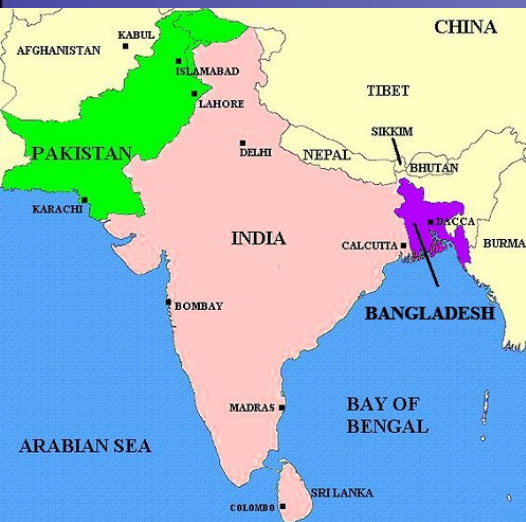 CHINA
KABUL
AFGHANISTAN
ISLAMABAD
TIBET
LAHORE
SIKKIM
DELHI
NEPAL
PAKISTAN
BHUTAN
KARACHI
DACCA
INDIA
CALCUTTA
BURMA
BOMBAY
BANGLADESH
MADRAS
BAY OF
BENGAL
ARABIAN SEA
SRI LANKA
COLOMBO